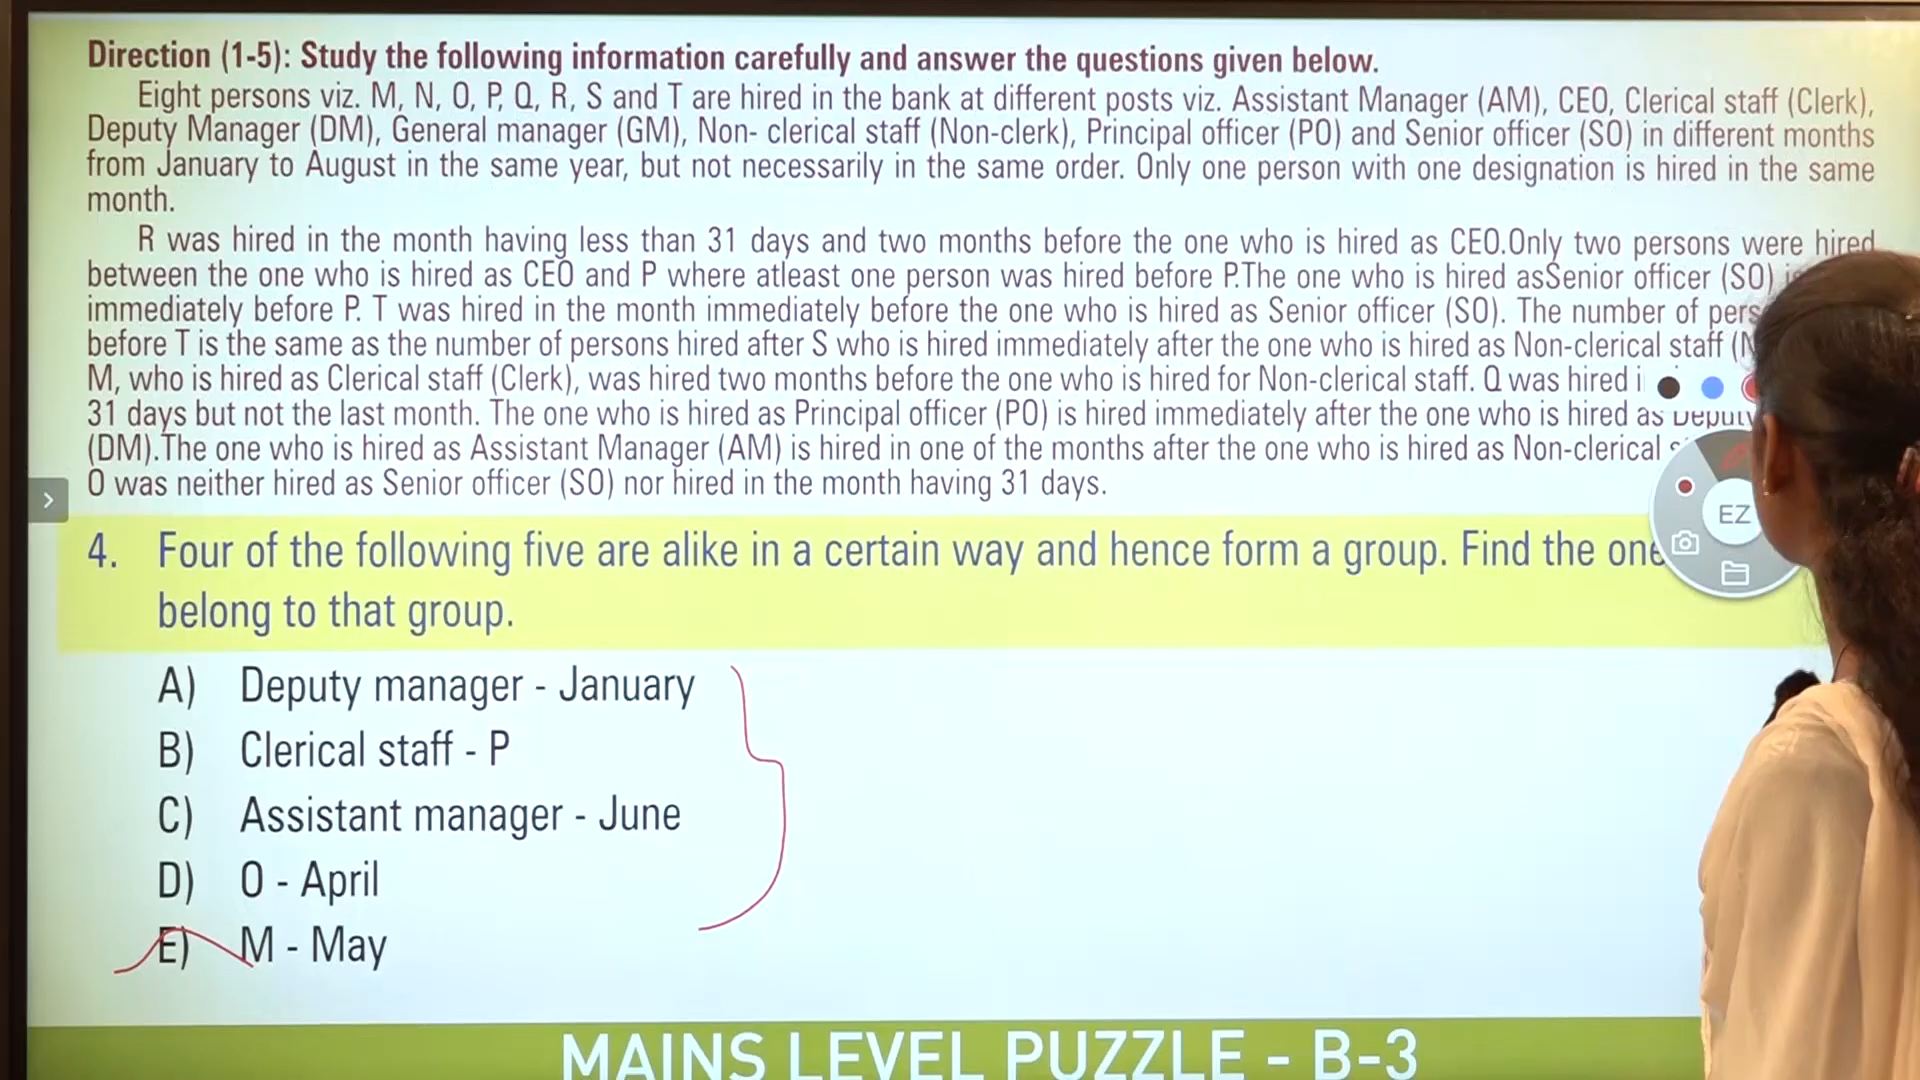 Direction (1-5): Study the following information carefully and answer the questions given below.
Eight persons viz. M, N, O, P, Q, R, S and T are hired in the bank at different posts viz. Assistant Manager (AM), CEO, Clerical staff (Clerk),
Deputy Manager (DM), General manager (GM), Non- clerical staff (Non-clerk), Principal officer (PO) and Senior officer (SO) in different months
from January to August in the same year, but not necessarily in the same order. Only one person with one designation is hired in the same
month.
R was hired in the month having less than 31 days and two months before the one who is hired as CEO.Only two persons were hired
between the one who is hired as CEO and P where atleast one person was hired before P.The one who is hired asSenior officer (SO)
immediately before P. T was hired in the month immediately before the one who is hired as Senior officer (SO). The number of
before T is the same as the number of persons hired after S who is hired immediately after the one who is hired as Non-clerical staff
M, who is hired as Clerical staff (Clerk), was hired two months before the one who is hired for Non-clerical staff. Q was hired
31 days but not the last month. The one who is hired as Principal officer (PO) is hired immediately after the one who is hired as
(DM).The one who is hired as Assistant Manager (AM) is hired in one of the months after the one who is hired as Non-clerical
O was neither hired as Senior officer (SO) nor hired in the month having 31 days.
EZ
4. Four of the following five are alike in a certain way and hence form a group. Find the one
belong to that group.
A) Deputy manager - January
B) Clerical staff - P
C) Assistant manager - June
D) O - April
E) M - May
MAINS LEVEL PUZZLE - B-3